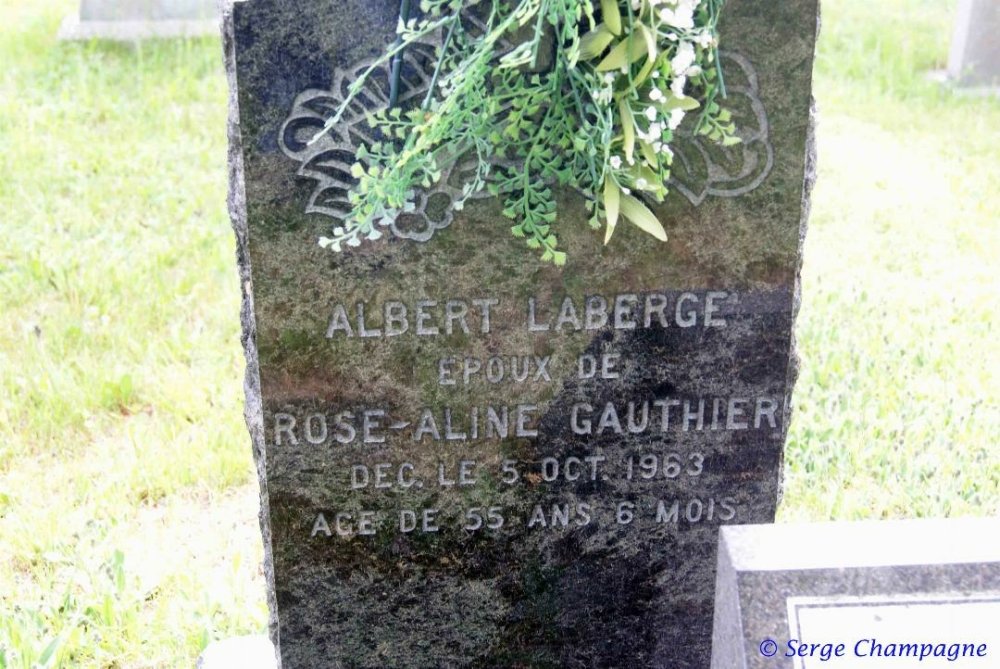 ALBERT LABERGE
EPOUX DE
ROSE-ALINE GAUTHIER
DEC. LE 5 OCT. 1963
AGE DE 55 ANS 6 MOIS
© Serge Champagne